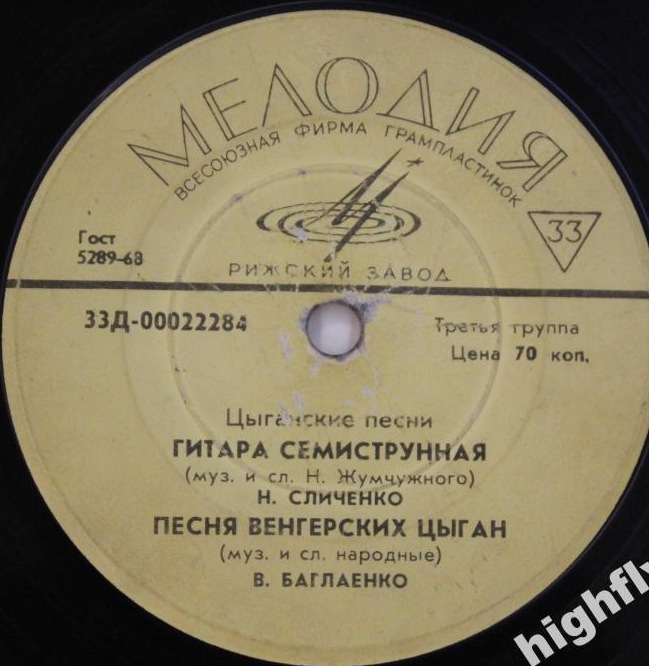 МЕЛОДИЯ
ВСЕСОЮЗНАЯ ФИРМА ГРАМПЛАСТИНОК
33
Гост
5289-68
РИЖСКИЙ ЗАВОД
33Д-00022284
Третья группа
Цена 70 коп.
Цыганские песни
ГИТАРА СЕМИСТРУННАЯ
(муз. и сл. Н. Жумчужного)
Н. СЛИЧЕНКО
ПЕСНЯ ВЕНГЕРСКИХ ЦЫГАН
(муз. и сл. народные)
В. БАГЛАЕНКО